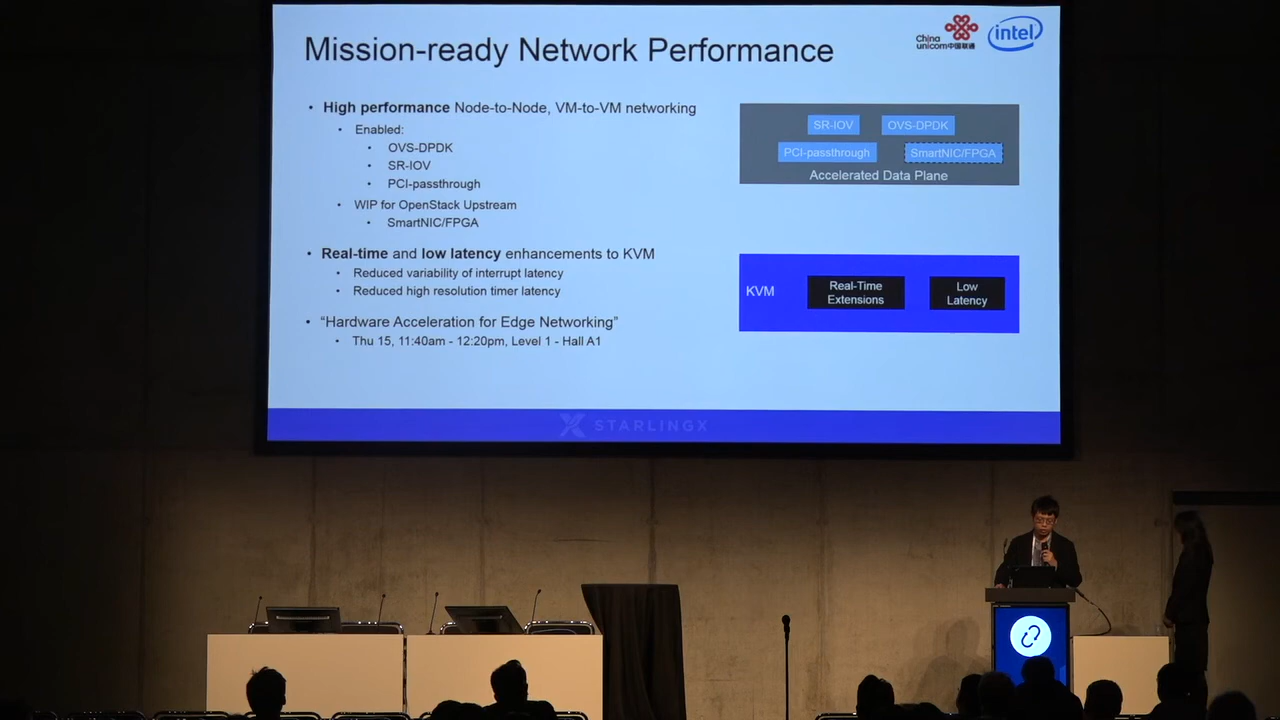 Mission-ready Network Performance
China
unicom中国联通
intel
• High performance Node-to-Node, VM-to-VM networking
• Enabled:
• OVS-DPDK
• SR-IOV
• PCI-passthrough
• WIP for OpenStack Upstream
• SmartNIC/FPGA
• Real-time and low latency enhancements to KVM
• Reduced variability of interrupt latency
• Reduced high resolution timer latency
• “Hardware Acceleration for Edge Networking”
• Thu 15, 11:40am - 12:20pm, Level 1 - Hall A1
SR-IOV
OVS-DPDK
PCI-passthrough
SmartNIC/FPGA
Accelerated Data Plane
KVM
Real-Time
Extensions
Low
Latency
STARLINGX